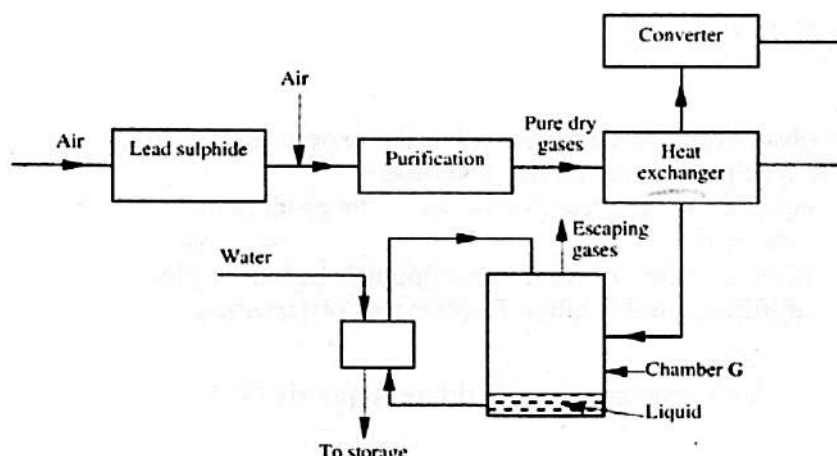 Converter
Air
Air
Lead sulphide
Purification
Pure dry
gases
Heat
exchanger
Escaping
gases
Water
Chamber G
Liquid
To storage